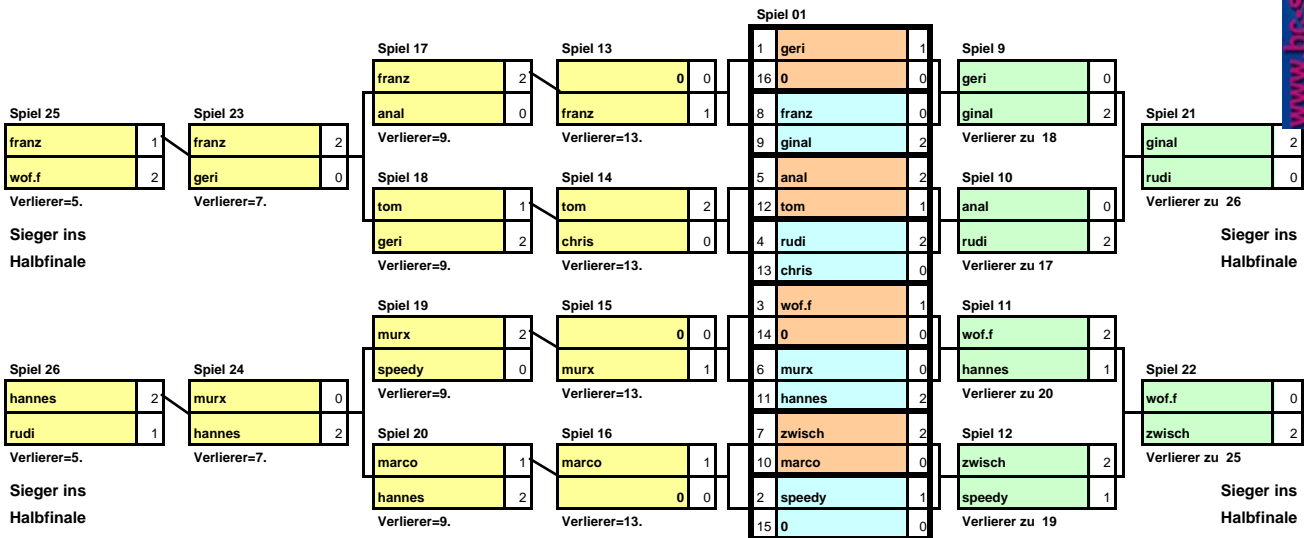 Spiel 01
Spiel 17 Spiel 13 1 geri 1 Spiel 9
franz 2 0 0 16 0 0 geri 0
Spiel 25 Spiel 23 anal 0 franz 1 8 franz 0 ginal 2 Spiel 21
franz 1 franz 2 Verlierer=9. Verlierer=13. 9 ginal 2 Verlierer zu 18 ginal 2
wof.f 2 geri 0 Spiel 18 Spiel 14 5 anal 2 Spiel 10 rudi 0
Verlierer=5. Verlierer=7. tom 1 tom 2 12 tom 1 anal 0 Verlierer zu 26
Sieger ins geri 2 chris 0 4 rudi 2 rudi 2 Sieger ins
Halbfinale Verlierer=9. Verlierer=13. 13 chris 0 Verlierer zu 17 Halbfinale
Spiel 19 Spiel 15 3 wof.f 1 Spiel 11
murx 2 0 0 14 0 0 wof.f 2
Spiel 26 Spiel 24 speedy 0 murx 1 6 murx 0 hannes 1 Spiel 22
hannes 2 murx 0 Verlierer=9. Verlierer=13. 11 hannes 2 Verlierer zu 20 wof.f 0
rudi 1 hannes 2 Spiel 20 Spiel 16 7 zwisch 2 Spiel 12 zwisch 2
Verlierer=5. Verlierer=7. marco 1 marco 1 10 marco 0 zwisch 2 Verlierer zu 25
Sieger ins hannes 2 0 0 2 speedy 1 speedy 1 Sieger ins
Halbfinale Verlierer=9. Verlierer=13. 15 0 0 Verlierer zu 19 Halbfinale